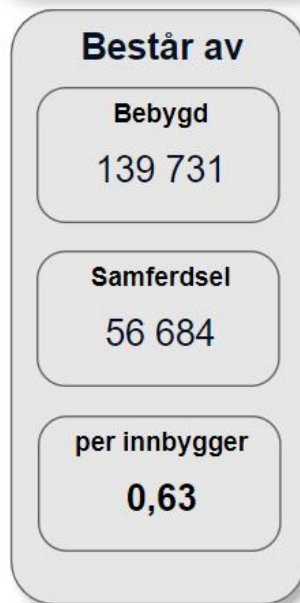 Består av
Bebygd
139 731
Samferdsel
56 684
per innbygger
0,63